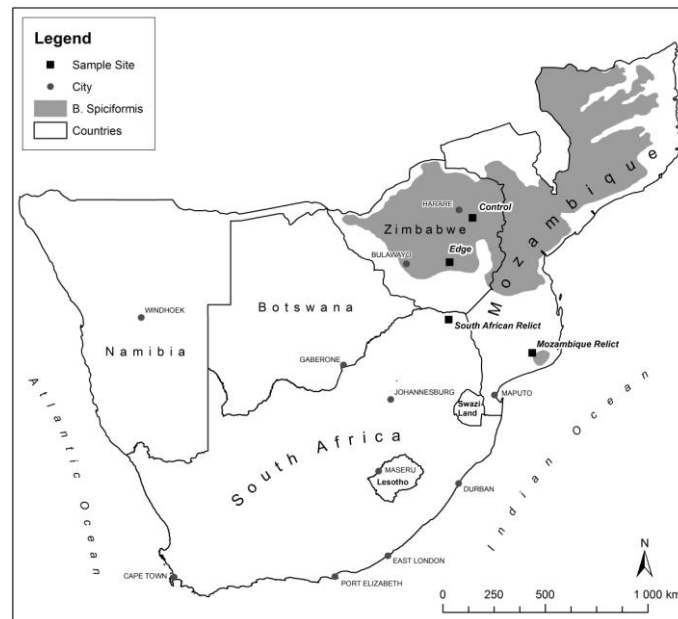 Legend
Sample Site
City
B. Spiciformis
Countries
Mozambique
HARARE
Control
Zimbabwe
Edge
BULAWAYO
WINDHOEK
Botswana
South African Relict
Namibia
Mozambique Relict
GABERONE
JOHANNESBURG
Swazi-
Land
MAPUTO
Atlantic Ocean
South Africa
MASERU
Lesotho
Indian Ocean
DURBAN
EAST LONDON
CAPE TOWN
PORT ELIZABETH
N
0 250 500 1 000 km